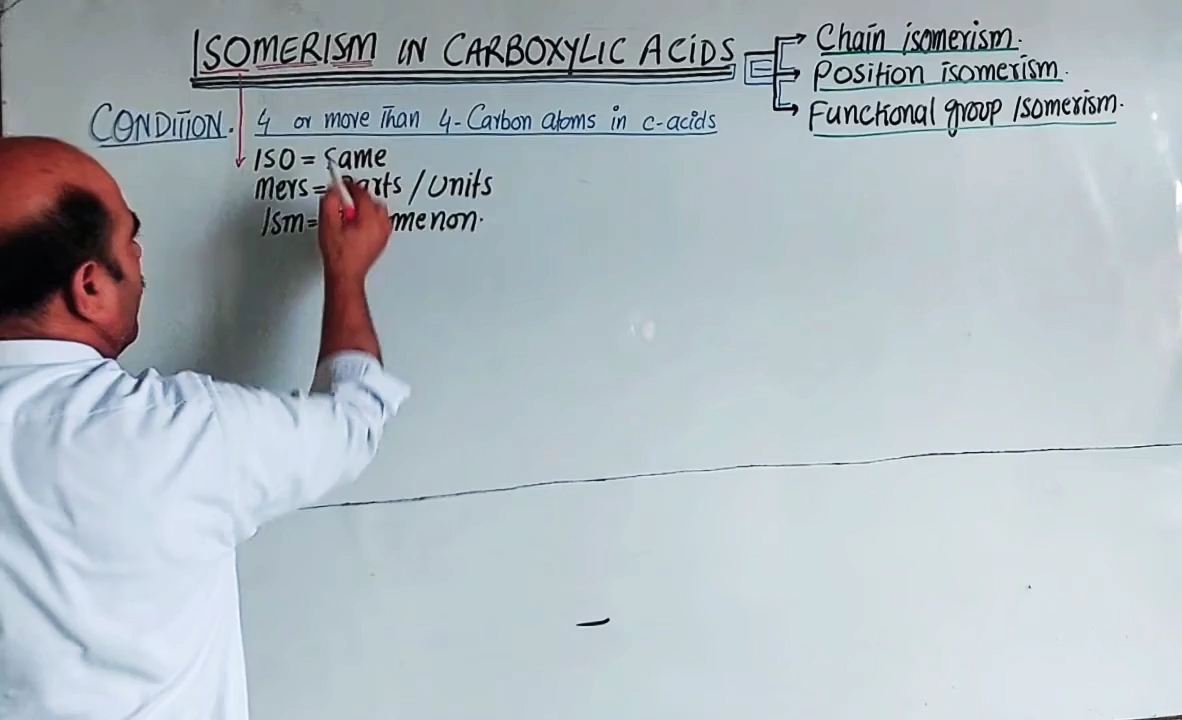 ISOMERISM IN CARBOXYLIC ACIDS
Chain isomerism.
Position isomerism.
Functional group Isomerism.
CONDITION. 4 or more Than 4-Carbon atoms in c-acids
ISO = Same
mers= Parts / Units
Ism=